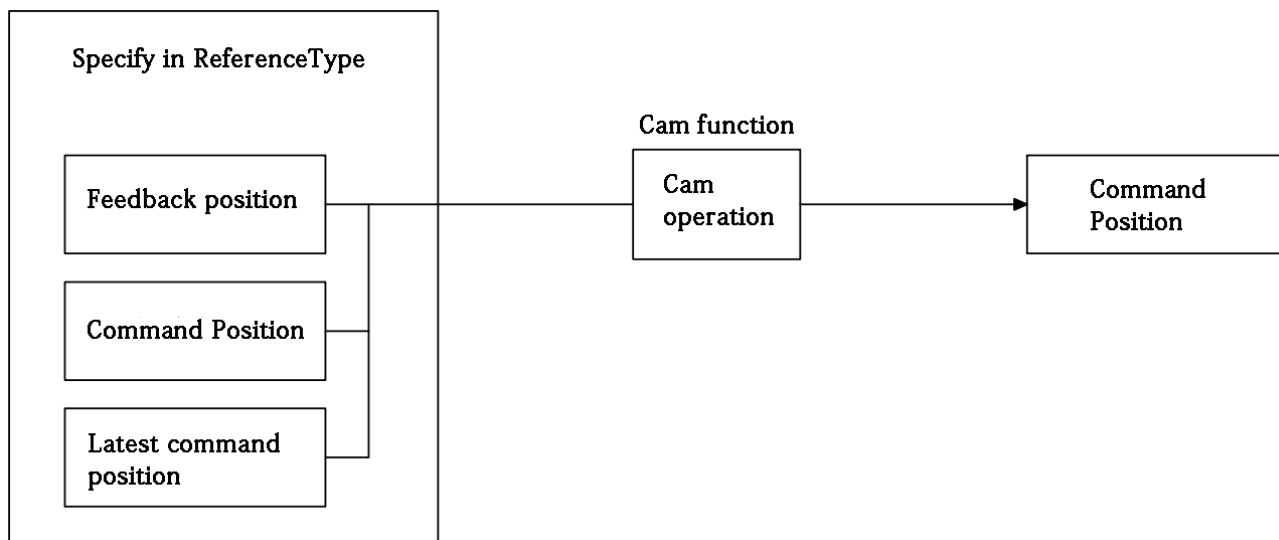 Specify in ReferenceType
Feedback position
Command Position
Latest command
position
Cam function
Cam
operation
Command
Position